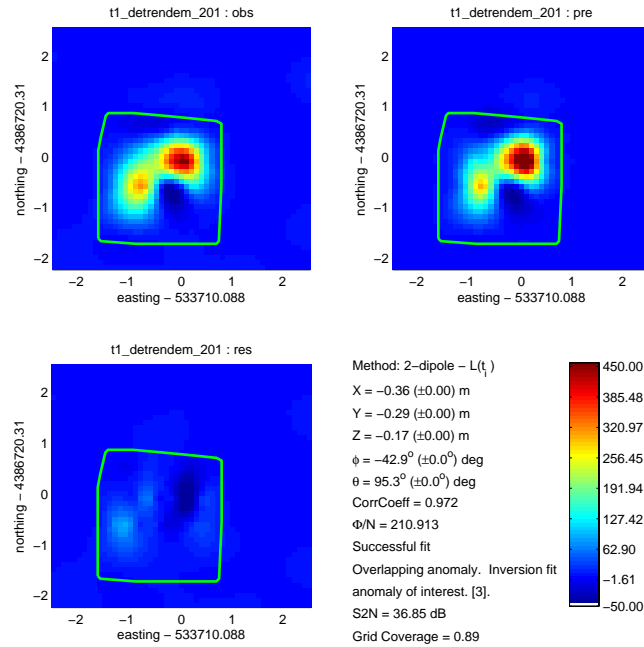 t1_detrendem_201 : obs
2
1
0
−1
−2
northing − 4386720.31
−2 −1 0 1 2
easting − 533710.088
t1_detrendem_201 : pre
2
1
0
−1
−2
northing − 4386720.31
−2 −1 0 1 2
easting − 533710.088
t1_detrendem_201 : res
2
1
0
−1
−2
northing − 4386720.31
−2 −1 0 1 2
easting − 533710.088
Method: 2−dipole − L(t_i)
X = −0.36 (±0.00) m
Y = −0.29 (±0.00) m
Z = −0.17 (±0.00) m
ϕ = −42.9° (±0.0°) deg
θ = 95.3° (±0.0°) deg
CorrCoeff = 0.972
Φ/N = 210.913
Successful fit
Overlapping anomaly. Inversion fit
anomaly of interest. [3].
S2N = 36.85 dB
Grid Coverage = 0.89
450.00
385.48
320.97
256.45
191.94
127.42
62.90
−1.61
−50.00